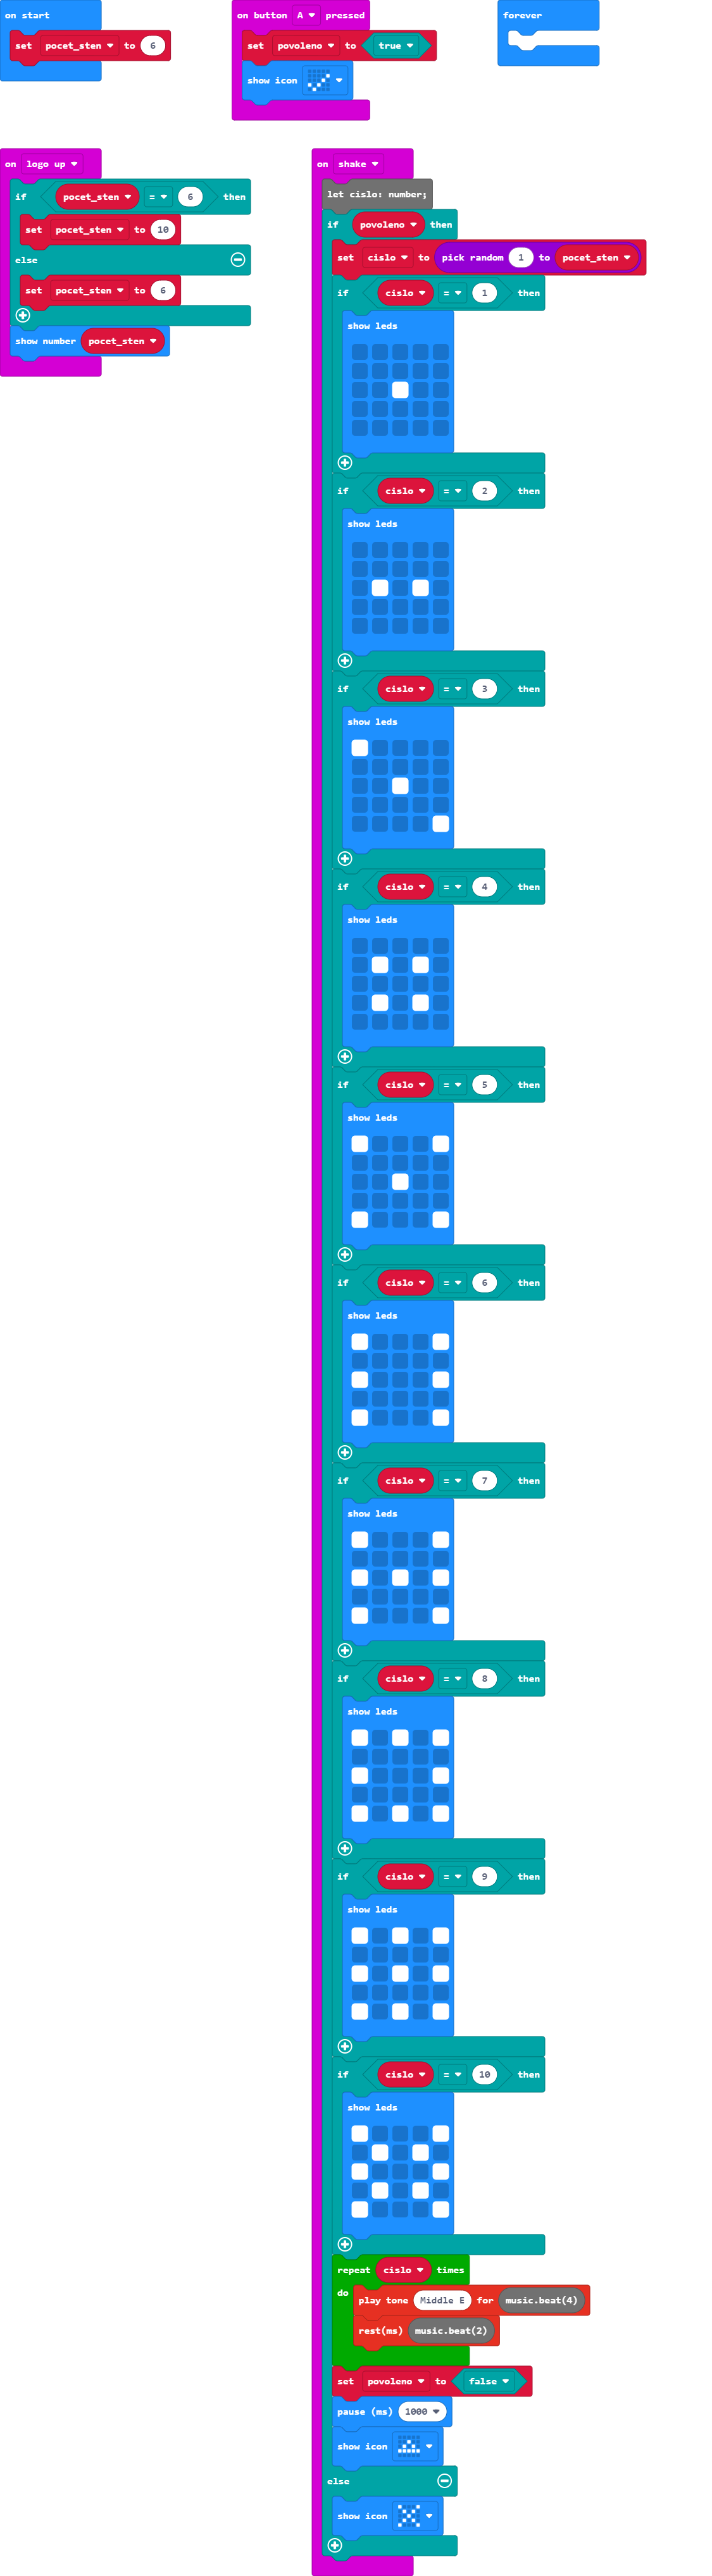 on start
set pocet_sten to 6
on button A pressed
set povoleno to true
show icon
forever
on logo up
if pocet_sten = 6 then
set pocet_sten to 10
else
set pocet_sten to 6
show number pocet_sten
on shake
let cislo: number;
if povoleno then
set cislo to pick random 1 to pocet_sten
if cislo = 1 then
show leds
if cislo = 2 then
show leds
if cislo = 3 then
show leds
if cislo = 4 then
show leds
if cislo = 5 then
show leds
if cislo = 6 then
show leds
if cislo = 7 then
show leds
if cislo = 8 then
show leds
if cislo = 9 then
show leds
if cislo = 10 then
show leds
repeat cislo times
do
play tone Middle E for music.beat(4)
rest(ms) music.beat(2)
set povoleno to false
pause (ms) 1000
show icon
else
show icon